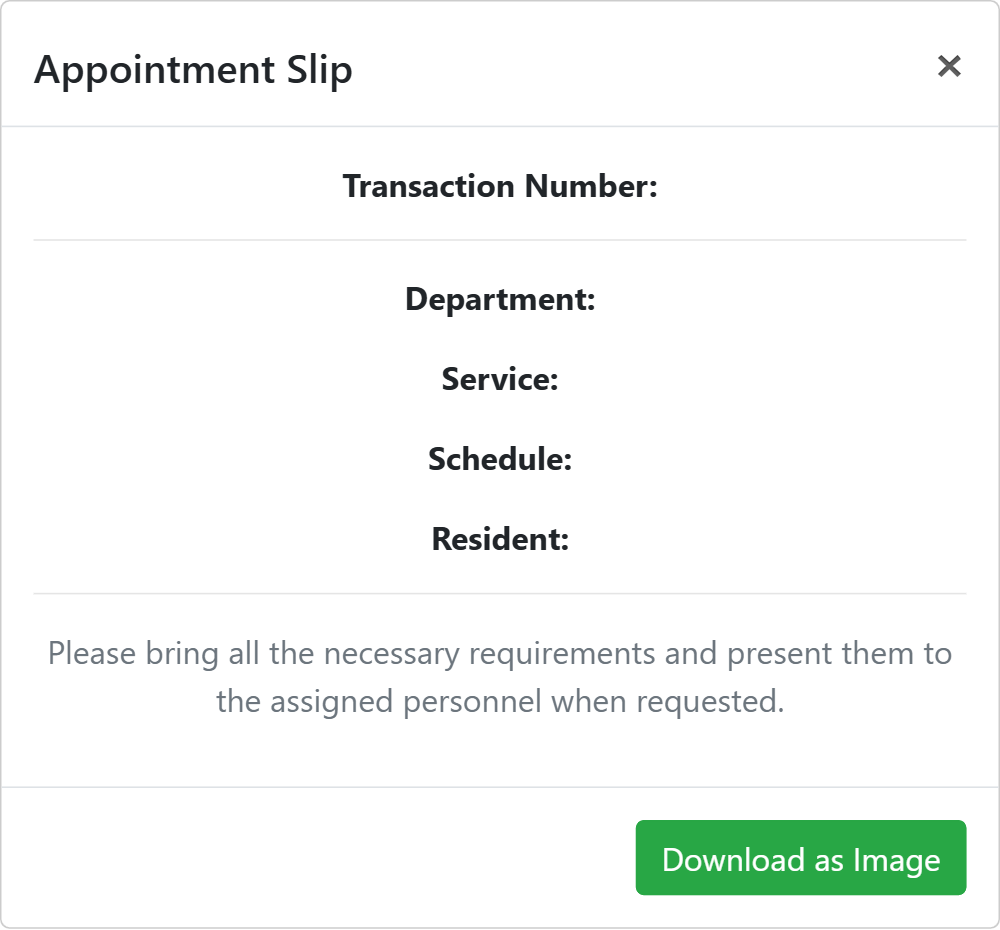 Appointment Slip ×
Transaction Number:
Department:
Service:
Schedule:
Resident:
Please bring all the necessary requirements and present them to
the assigned personnel when requested.
Download as Image